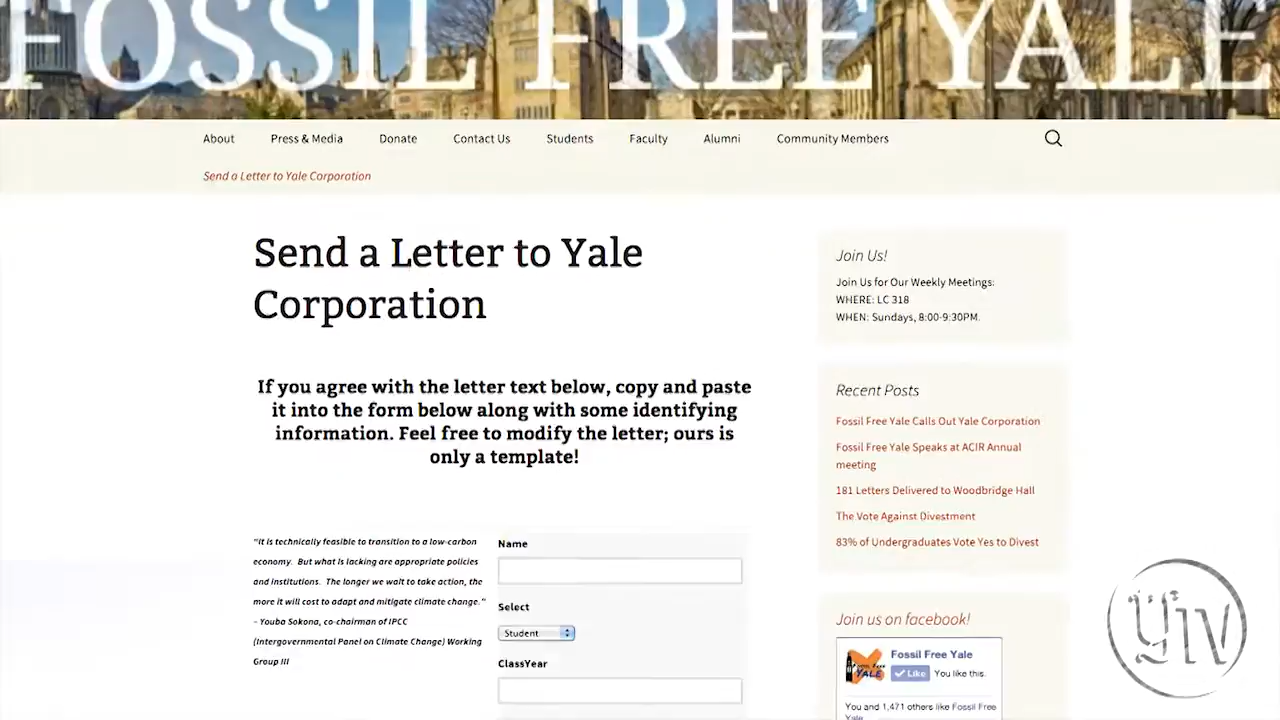 FOSSIL FREE YALE
About Press & Media Donate Contact Us Students Faculty Alumni Community Members
Send a Letter to Yale Corporation
Send a Letter to Yale
Corporation
If you agree with the letter text below, copy and paste
it into the form below along with some identifying
information. Feel free to modify the letter; ours is
only a template!
"It is technically feasible to transition to a low-carbon
economy. But what is lacking are appropriate policies
and institutions. The longer we wait to take action, the
more it will cost to adapt and mitigate climate change."
– Youba Sokona, co-chairman of IPCC
(Intergovernmental Panel on Climate Change) Working
Group III
Name
Select
Student
ClassYear
Join Us!
Join Us for Our Weekly Meetings:
WHERE: LC 318
WHEN: Sundays, 8:00-9:30PM.
Recent Posts
Fossil Free Yale Calls Out Yale Corporation
Fossil Free Yale Speaks at ACIR Annual
meeting
181 Letters Delivered to Woodbridge Hall
The Vote Against Divestment
83% of Undergraduates Vote Yes to Divest
Join us on facebook!
YALE
Fossil Free Yale
Like You like this.
You and 1,471 others like Fossil Free
Yale.
YTV